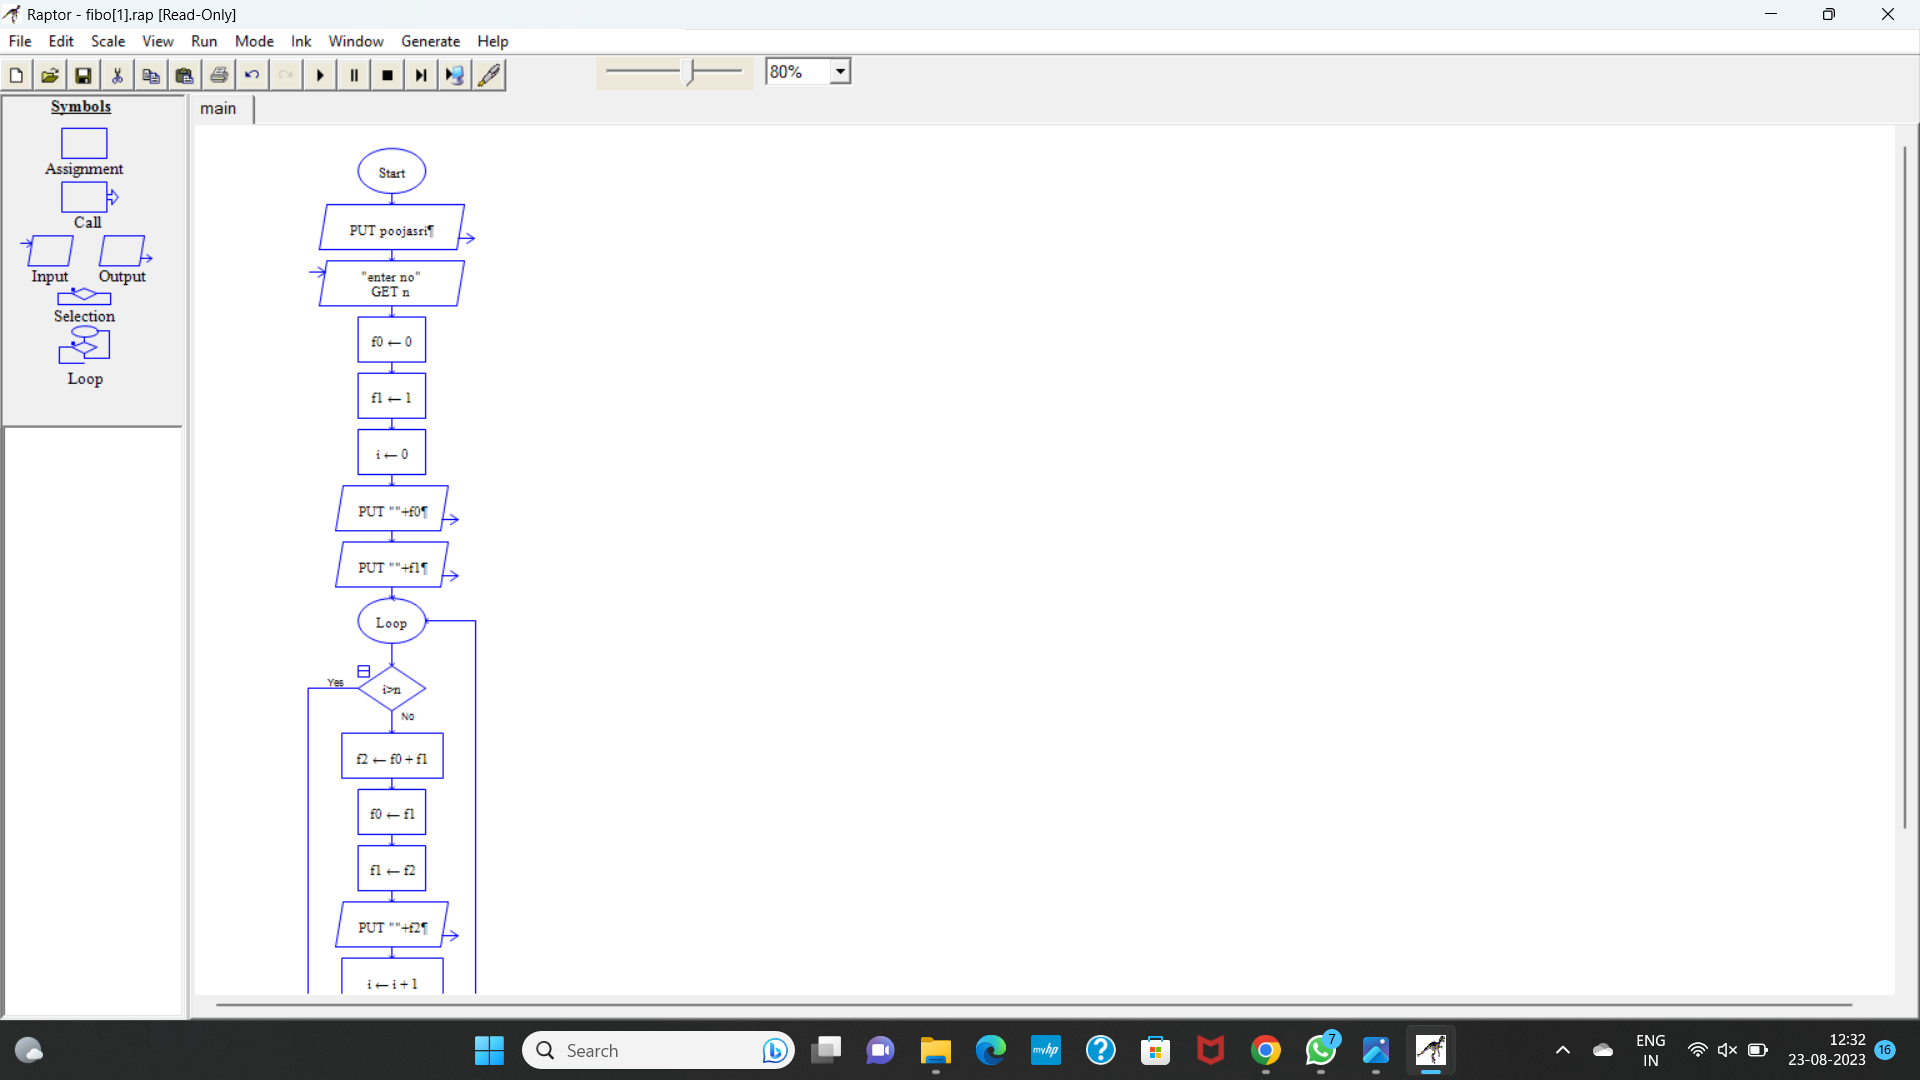 Raptor - fibo[1].rap [Read-Only]
File Edit Scale View Run Mode Ink Window Generate Help
80%
Symbols
Assignment
Call
Input Output
Selection
Loop
main
Start
PUT poojasri¶
"enter no"
GET n
f0 ← 0
f1 ← 1
i ← 0
PUT ""+f0¶
PUT ""+f1¶
Loop
Yes
i>n
No
f2 ← f0 + f1
f0 ← f1
f1 ← f2
PUT ""+f2¶
i ← i + 1
Search
myhp
7
ENG
IN
12:32
23-08-2023
16